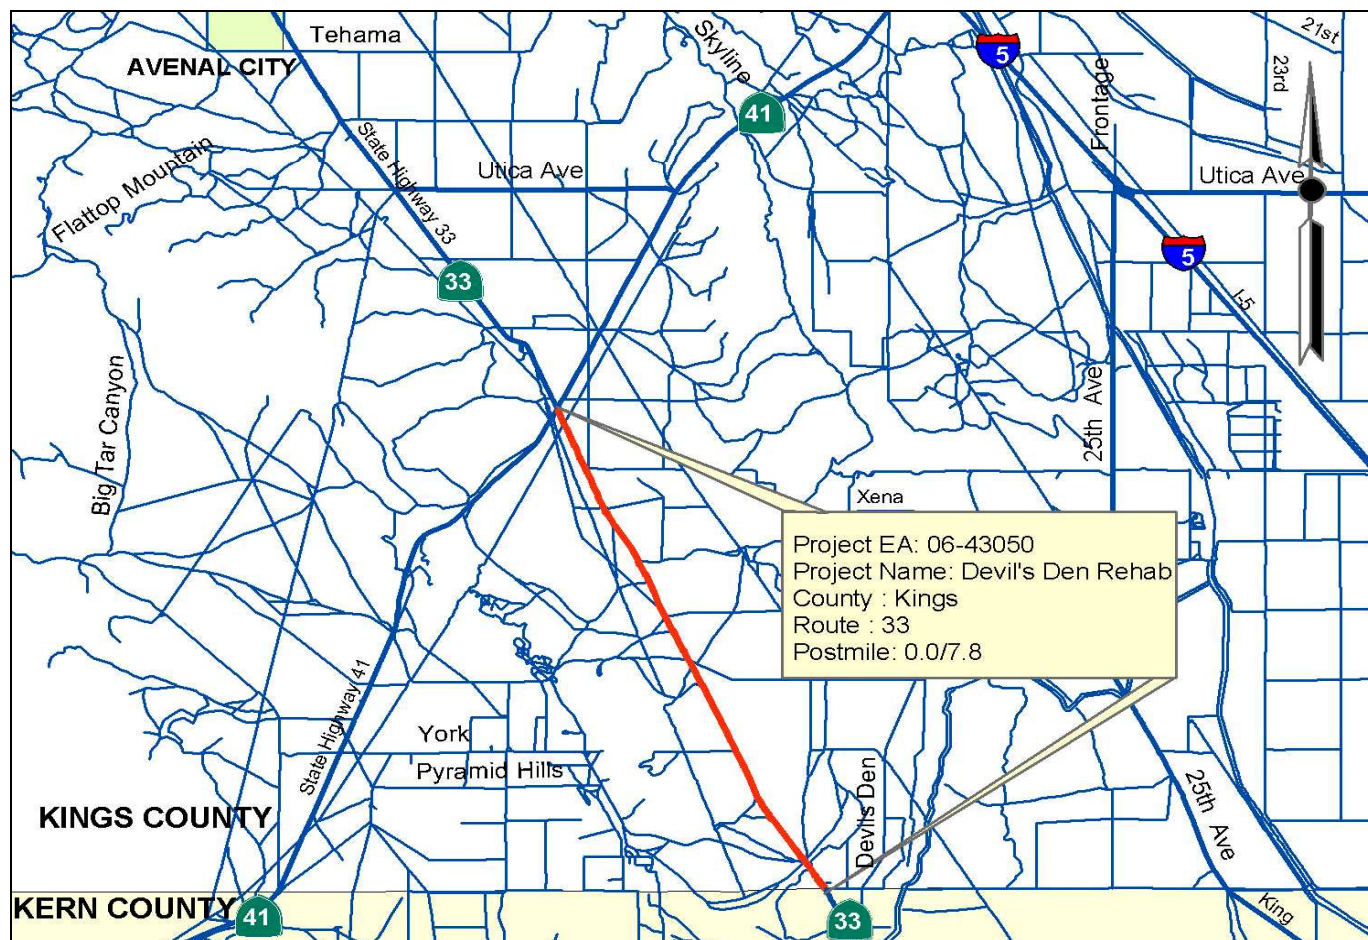 Tehama
AVENAL CITY
Skyline
21st
23rd
5
41
Frontage
State Highway 33
Flattop Mountain
Utica Ave
Utica Ave
33
5
I-5
Big Tar Canyon
25th Ave
Xena
Project EA: 06-43050
Project Name: Devil's Den Rehab
County : Kings
Route : 33
Postmile: 0.0/7.8
State Highway 41
York
Pyramid Hills
Devils Den
25th Ave
KINGS COUNTY
KERN COUNTY
41
33
King